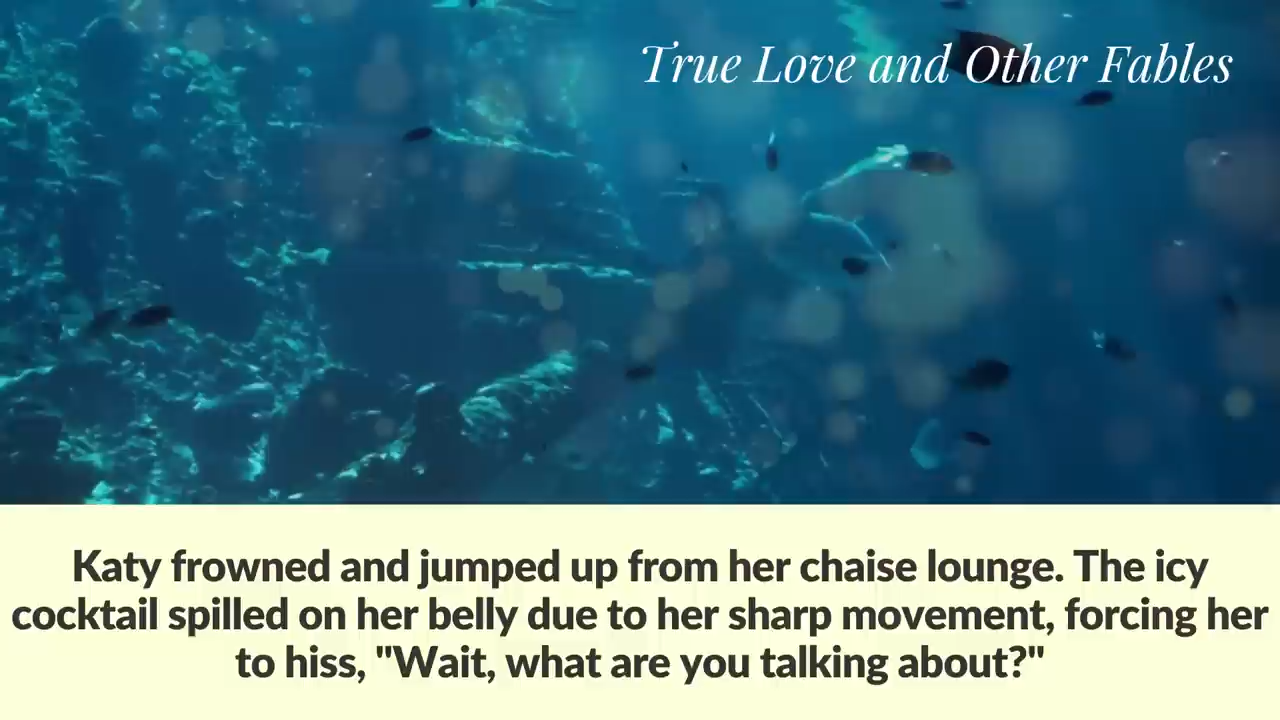 True Love and Other Fables
Katy frowned and jumped up from her chaise lounge. The icy
cocktail spilled on her belly due to her sharp movement, forcing her
to hiss, "Wait, what are you talking about?"